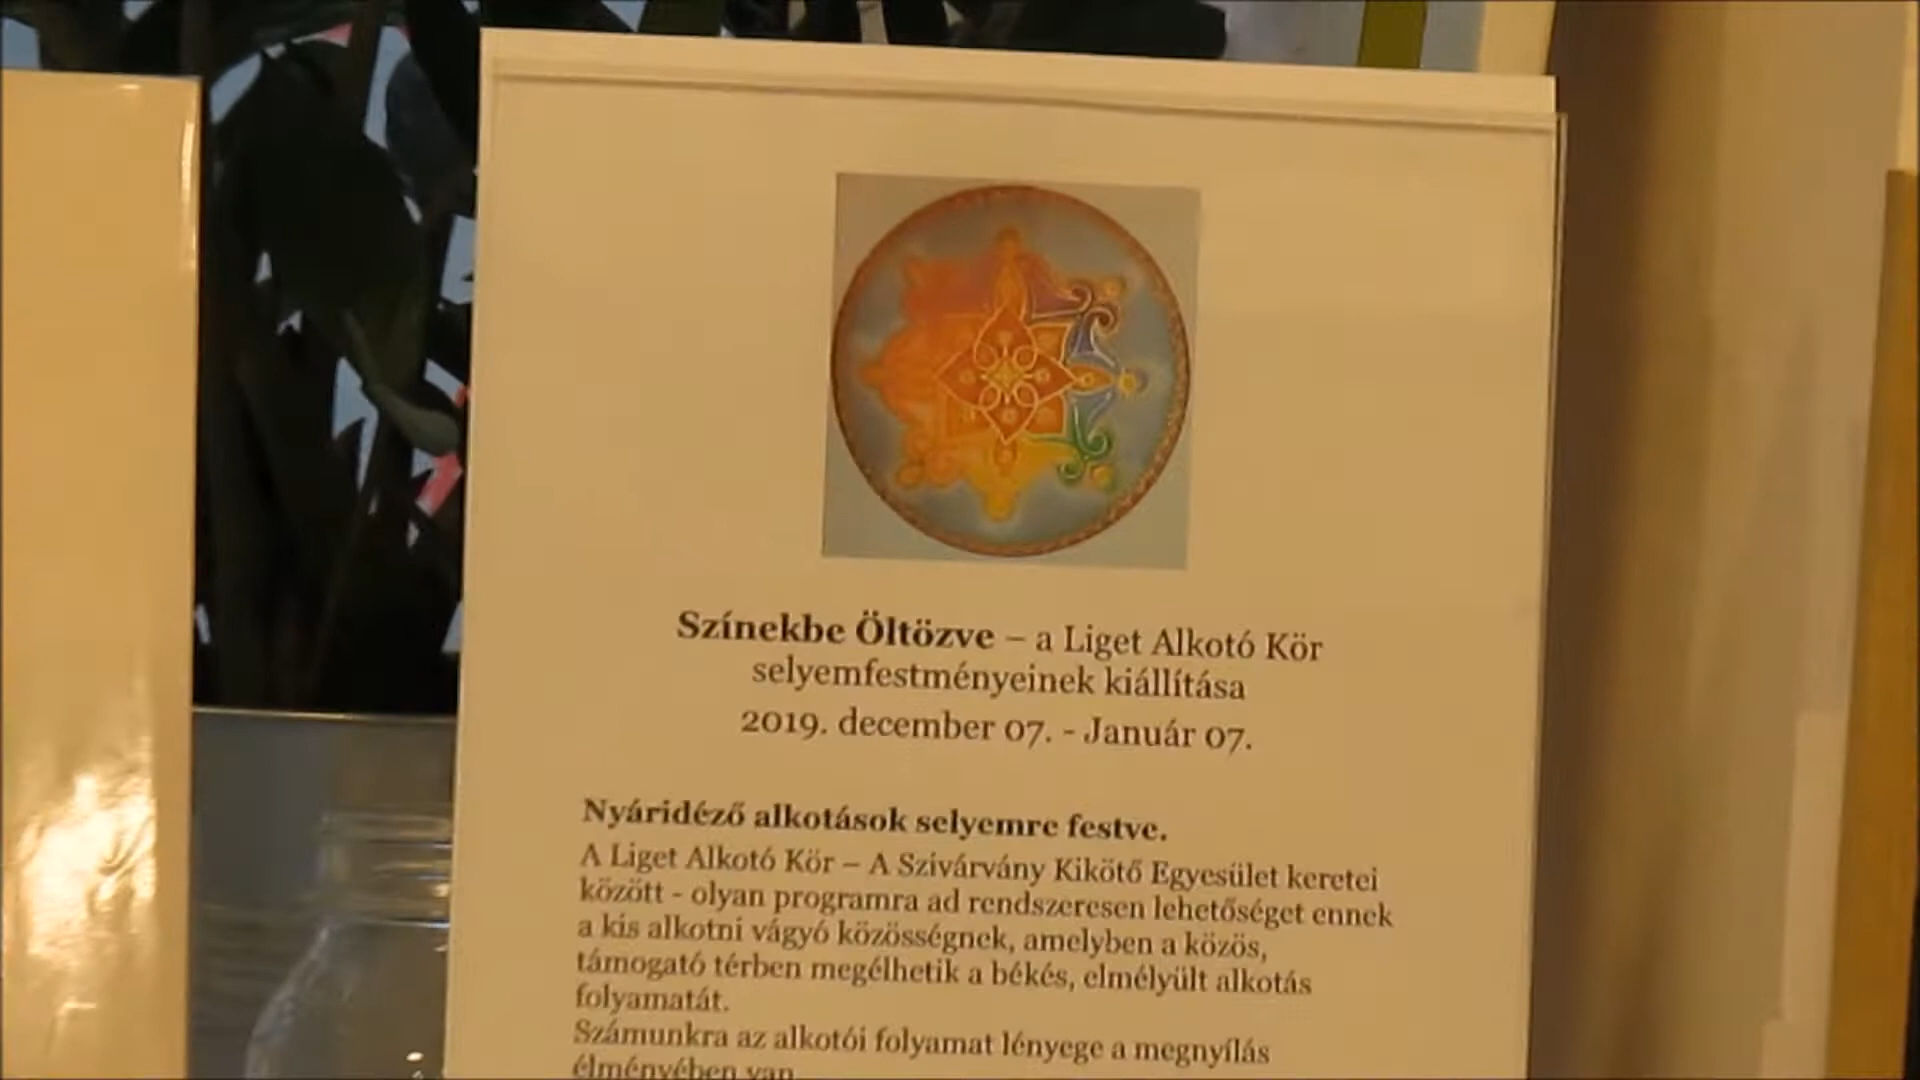 Színekbe Öltözve – a Liget Alkotó Kör
selyemfestményeinek kiállítása
2019. december 07. - Január 07.
Nyáridéző alkotások selyemre festve.
A Liget Alkotó Kör – A Szivárvány Kikötő Egyesület keretei
között - olyan programra ad rendszeresen lehetőséget ennek
a kis alkotni vágyó közösségnek, amelyben a közös,
támogató térben megélhetik a békés, elmélyült alkotás
folyamatát.
Számunkra az alkotói folyamat lényege a megnyílás
élményében van